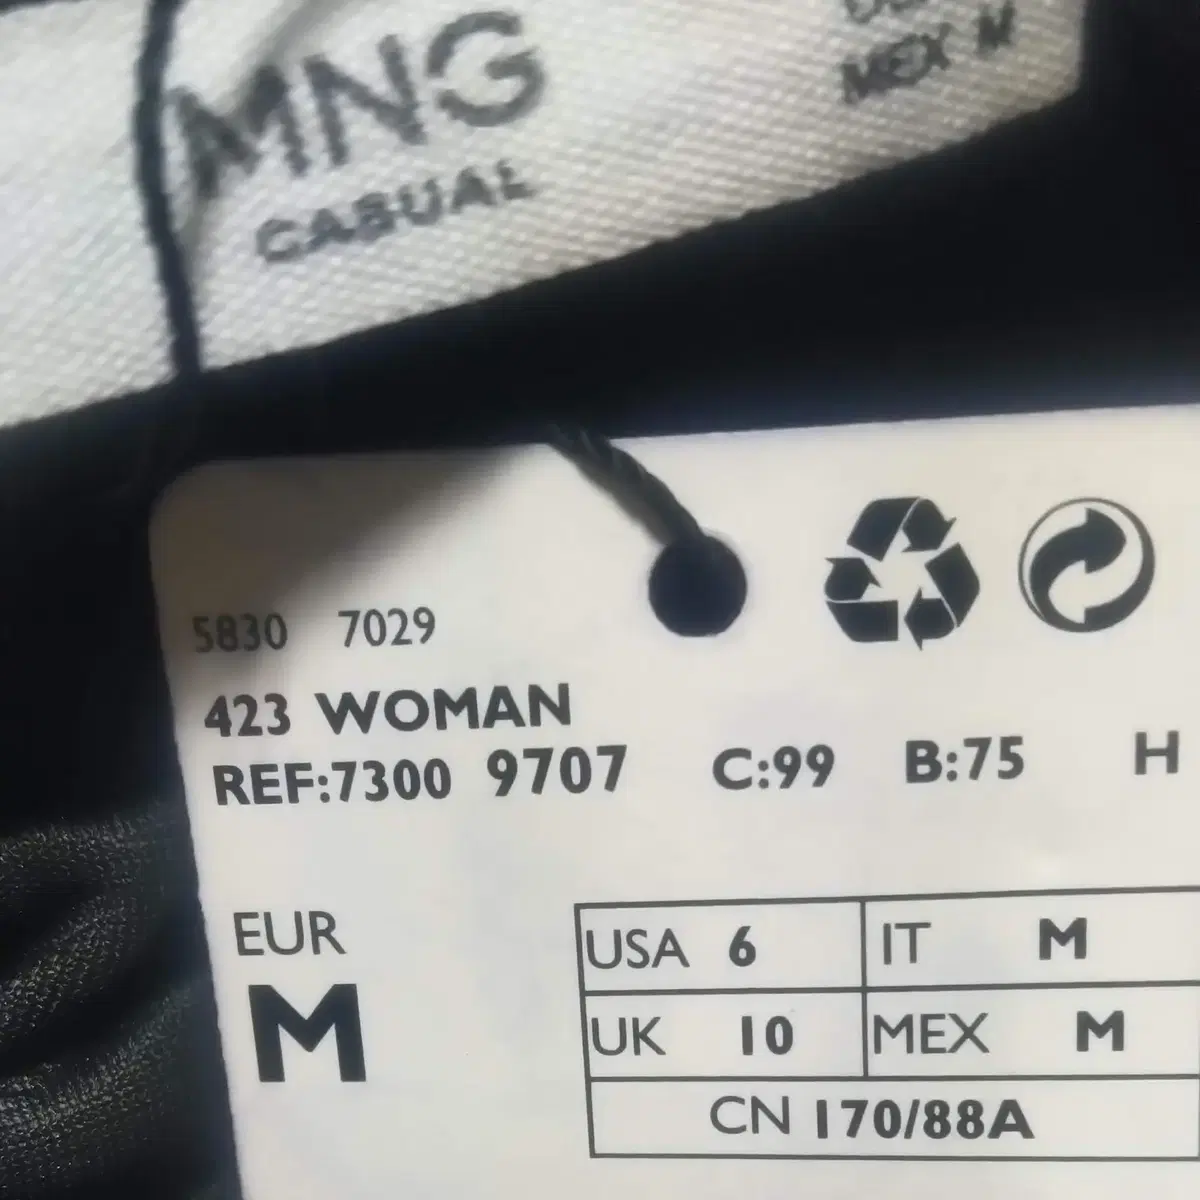 MNG
CASUAL
MEX M
5830 7029
423 WOMAN
REF:7300 9707 C:99 B:75 H
EUR
M
USA 6 IT M
UK 10 MEX M
CN 170/88A